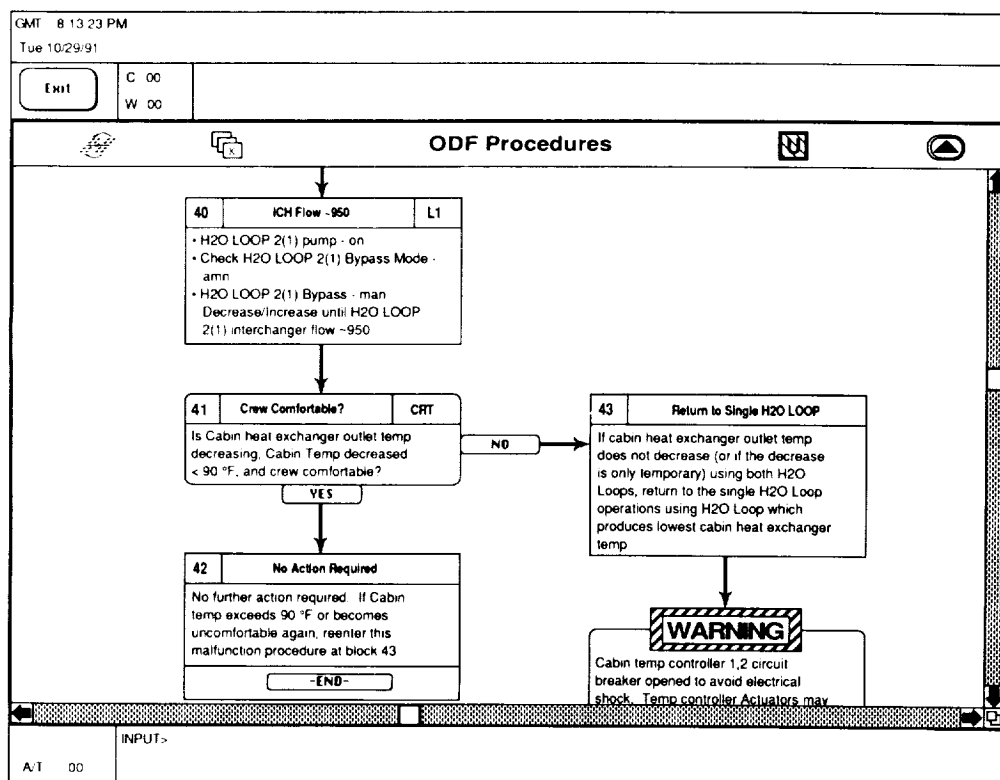 GMT 8 13 23 PM
Tue 10/29/91
Exit
C 00
W 00
ODF Procedures
40 ICH Flow ~950 L1
• H2O LOOP 2(1) pump - on
• Check H2O LOOP 2(1) Bypass Mode -
amn
• H2O LOOP 2(1) Bypass - man
Decrease/Increase until H2O LOOP
2(1) interchanger flow ~950
41 Crew Comfortable? CRT
Is Cabin heat exchanger outlet temp
decreasing, Cabin Temp decreased
< 90 °F, and crew comfortable?
NO
YES
43 Return to Single H2O LOOP
If cabin heat exchanger outlet temp
does not decrease (or if the decrease
is only temporary) using both H2O
Loops, return to the single H2O Loop
operations using H2O Loop which
produces lowest cabin heat exchanger
temp
42 No Action Required
No further action required. If Cabin
temp exceeds 90 °F or becomes
uncomfortable again, reenter this
malfunction procedure at block 43
-END-
WARNING
Cabin temp controller 1,2 circuit
breaker opened to avoid electrical
shock. Temp controller Actuators may
INPUT>
A/T 00